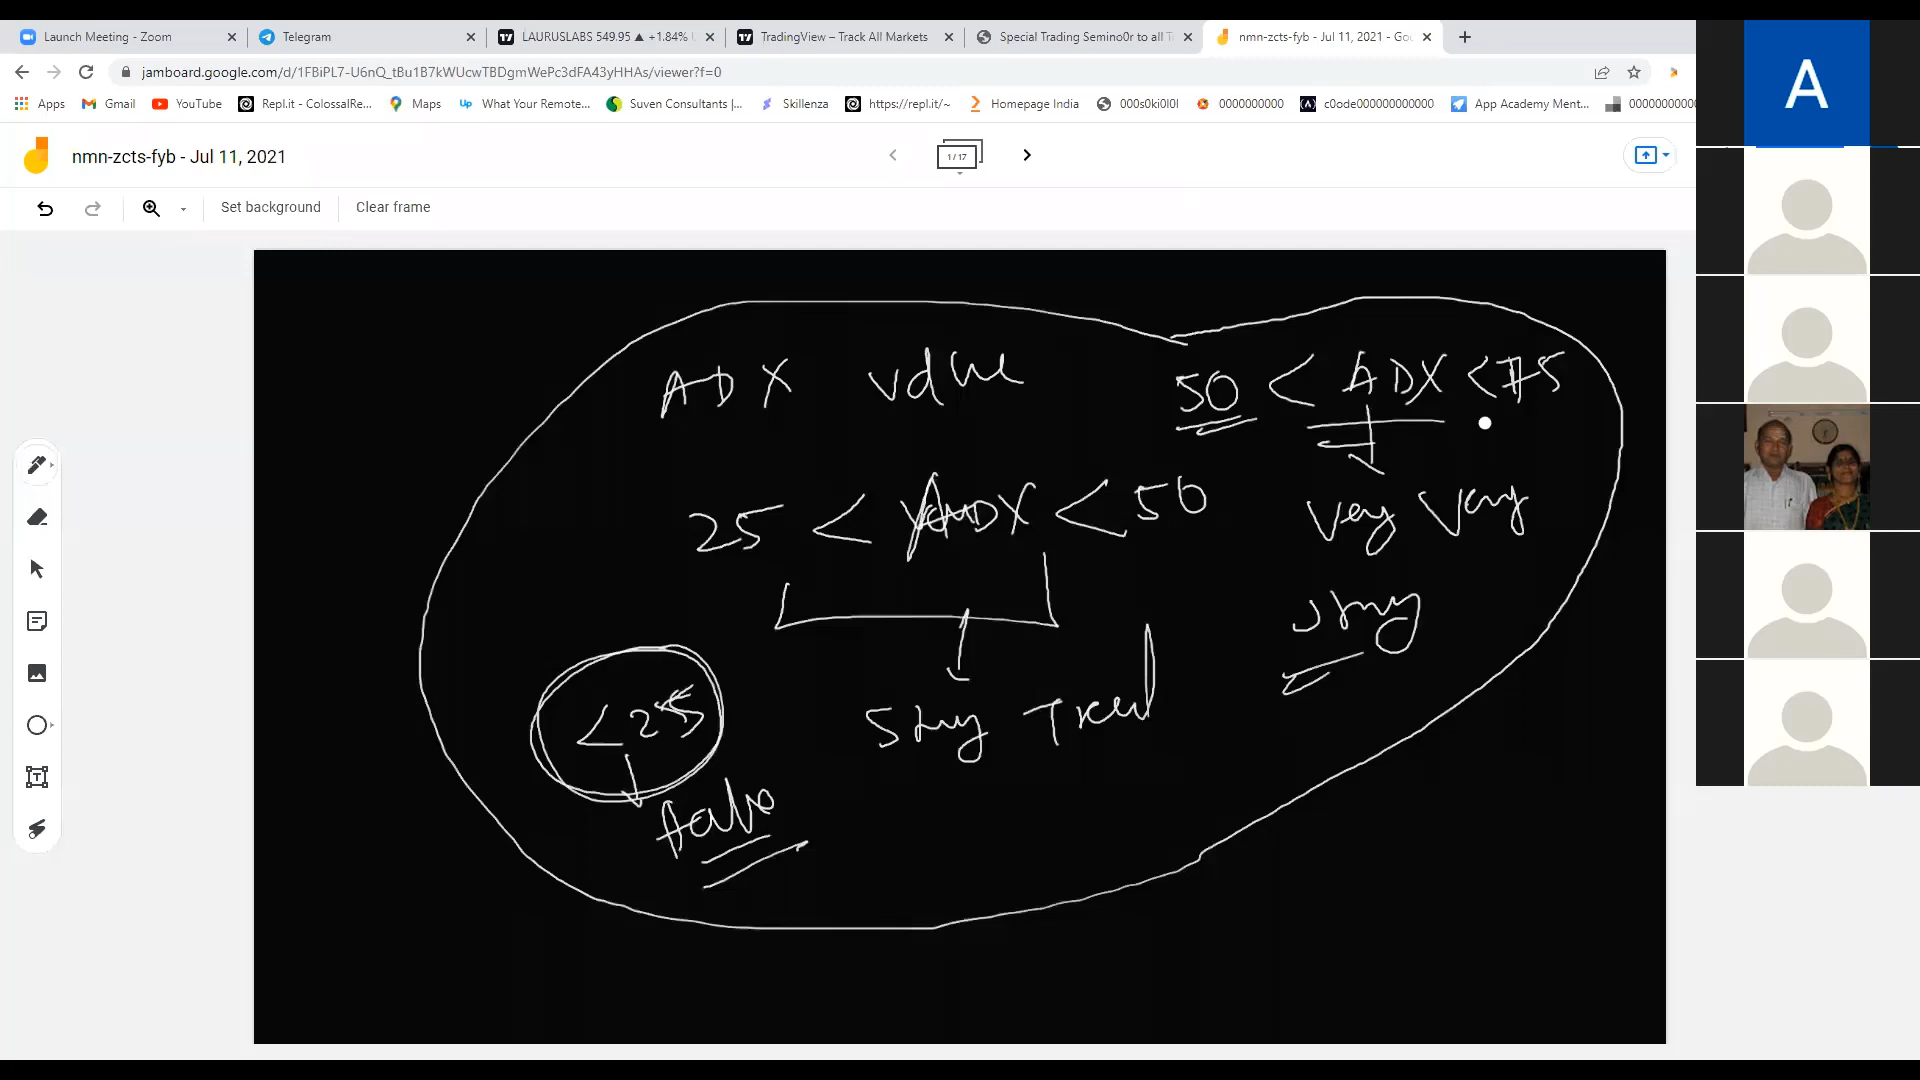 Launch Meeting - Zoom
Telegram
LAURUSLABS 549.95 ▲ +1.84%
TradingView – Track All Markets
Special Trading Semino0r to all T
nmn-zcts-fyb - Jul 11, 2021 - Goo
jamboard.google.com/d/1FBiPL7-U6nQ_tBu1B7kWUcwTBDgmWePc3dFA43yHHAs/viewer?f=0
Apps
Gmail
YouTube
Repl.it - ColossalRe...
Maps
Up What Your Remote...
Suven Consultants |...
Skillenza
https://repl.it/~
Homepage India
000s0ki0l0l
0000000000
c0ode000000000000
App Academy Ment...
00000000000
nmn-zcts-fyb - Jul 11, 2021
1 / 17
Set background
Clear frame
A
ADX value
50 < ADX < 75
25 < ADX < 50
Very Very
strong
< 25
Strong Trend